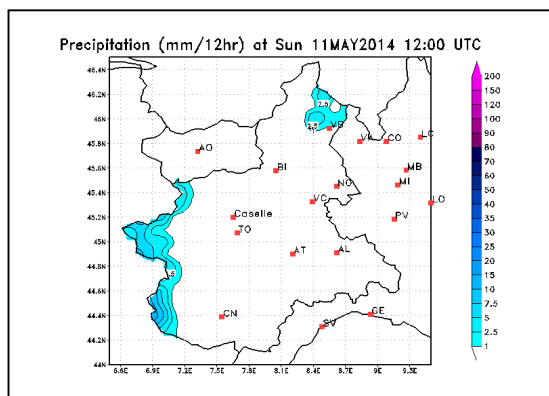 Precipitation (mm/12hr) at Sun 11MAY2014 12:00 UTC
46.4N
46.2N
46N
45.8N
45.6N
45.4N
45.2N
45N
44.8N
44.6N
44.4N
44.2N
44N
6.6E
6.9E
7.2E
7.5E
7.8E
8.1E
8.4E
8.7E
9E
9.3E
2.5
2.5
VB
AO
VA
CO
LC
BI
MB
NO
MI
VC
LO
Caselle
PV
TO
AT
AL
.5
CN
SV
GE
200
150
100
90
80
70
60
50
40
30
20
10
7.5
5
2.5
1